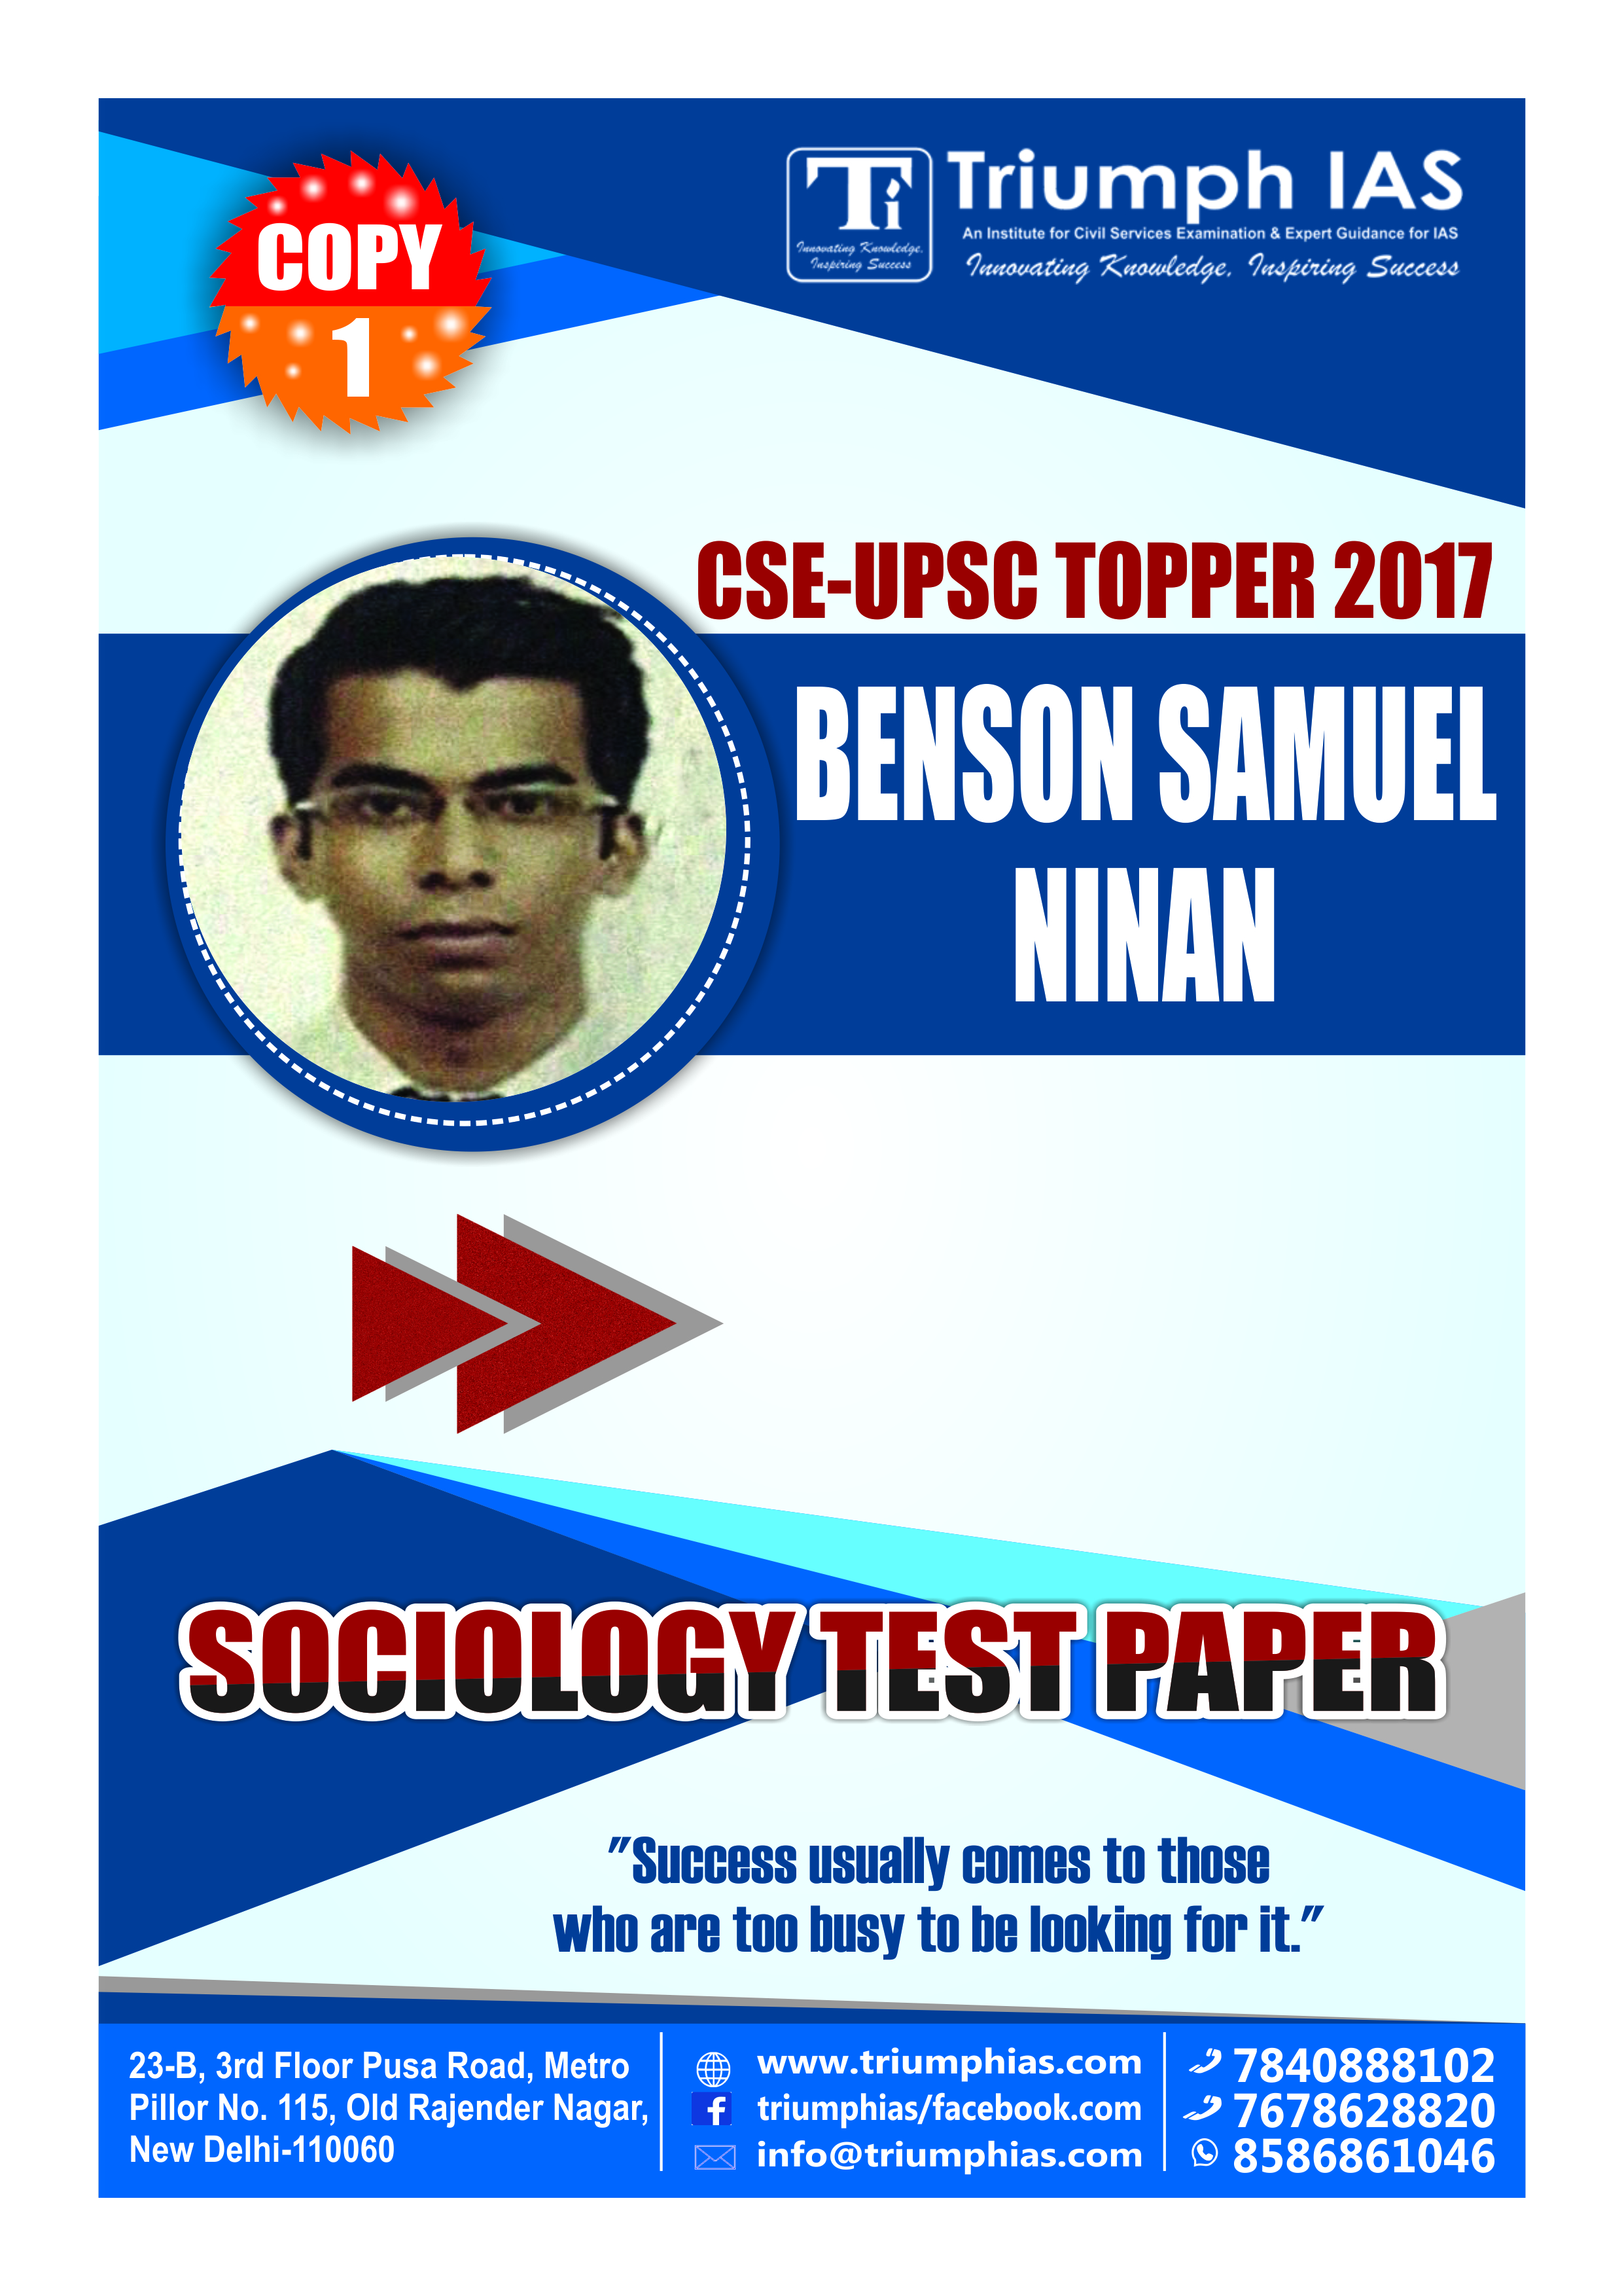 COPY
1
Ti
Innovating Knowledge,
Inspiring Success
Triumph IAS
An Institute for Civil Services Examination & Expert Guidance for IAS
Innovating Knowledge, Inspiring Success
CSE-UPSC TOPPER 2017
BENSON SAMUEL
NINAN
SOCIOLOGY TEST PAPER
"Success usually comes to those
who are too busy to be looking for it."
23-B, 3rd Floor Pusa Road, Metro
Pillor No. 115, Old Rajender Nagar,
New Delhi-110060
www.triumphias.com
f triumphias/facebook.com
info@triumphias.com
7840888102
7678628820
8586861046